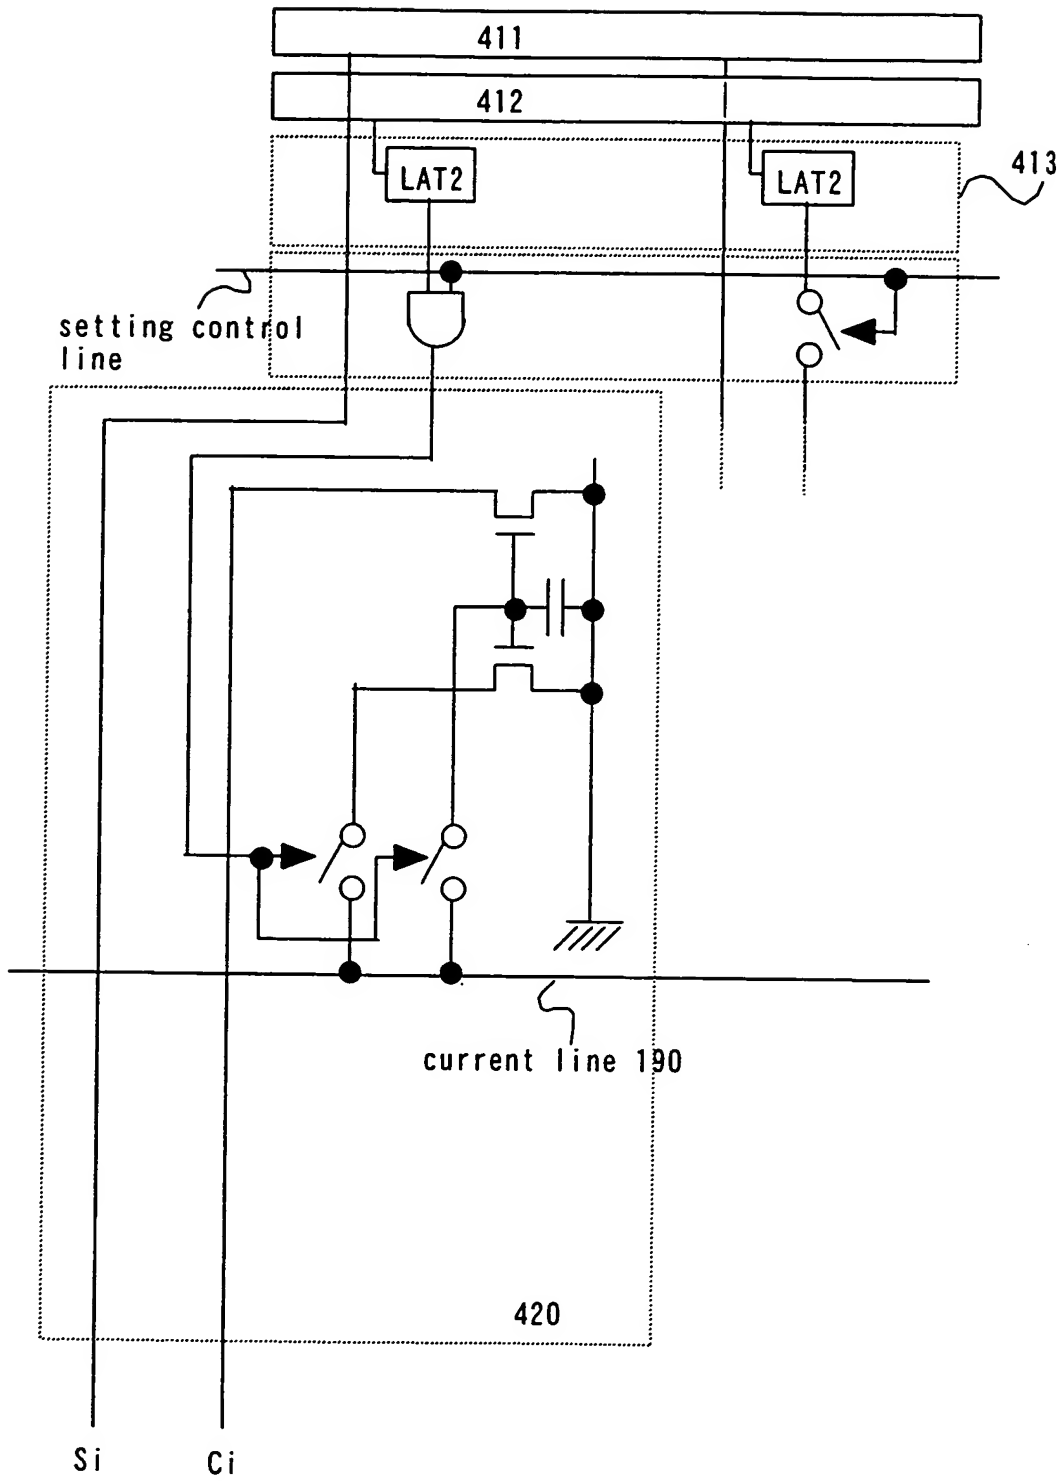 411
412
413
LAT2
LAT2
setting control
line
current line 190
420
Si
Ci